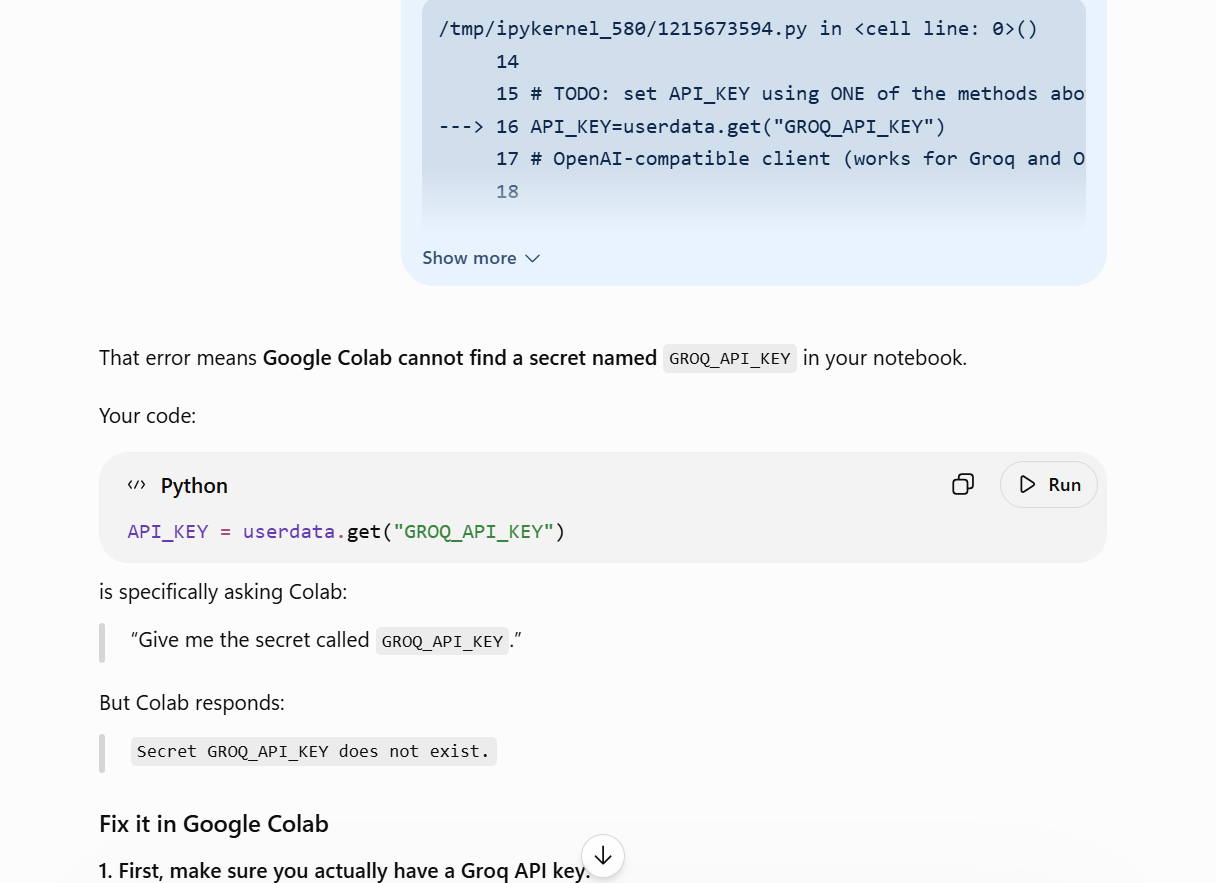 /tmp/ipykernel_580/1215673594.py in <cell line: 0>()
14
15 # TODO: set API_KEY using ONE of the methods abo
---> 16 API_KEY=userdata.get("GROQ_API_KEY")
17 # OpenAI-compatible client (works for Groq and O
18
Show more
That error means Google Colab cannot find a secret named GROQ_API_KEY in your notebook.
Your code:
Python
Run
API_KEY = userdata.get("GROQ_API_KEY")
is specifically asking Colab:
“Give me the secret called GROQ_API_KEY.”
But Colab responds:
Secret GROQ_API_KEY does not exist.
Fix it in Google Colab
1. First, make sure you actually have a Groq API key.